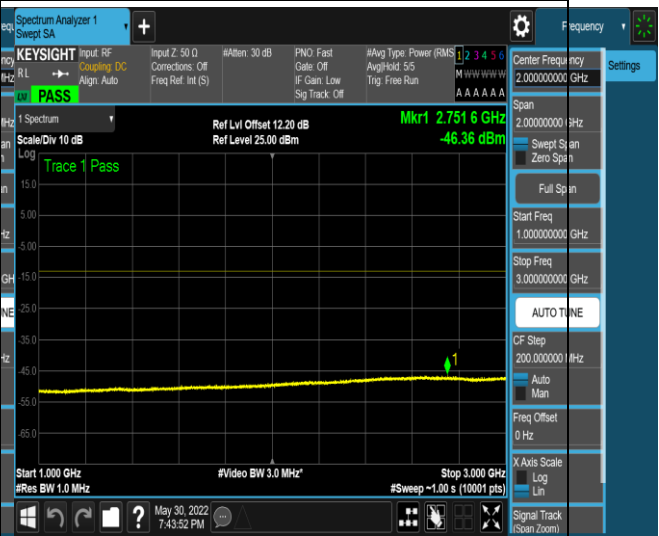 Spectrum Analyzer 1
Swept SA
+
Frequency
KEYSIGHT
RL
LXI
PASS
Input: RF
Coupling: DC
Align: Auto
Input Z: 50 Ω
Corrections: Off
Freq Ref: Int (S)
#Atten: 30 dB
PNO: Fast
Gate: Off
IF Gain: Low
Sig Track: Off
#Avg Type: Power (RMS
Avg|Hold: 5/5
Trig: Free Run
1 2 3 4 5 6
M W W W W W
A A A A A A
1 Spectrum
Scale/Div 10 dB
Log
Ref Lvl Offset 12.20 dB
Ref Level 25.00 dBm
Mkr1 2.751 6 GHz
-46.36 dBm
Trace 1 Pass
15.0
5.00
-5.00
-15.0
-25.0
-35.0
-45.0
-55.0
-65.0
1
Start 1.000 GHz
#Res BW 1.0 MHz
#Video BW 3.0 MHz*
Stop 3.000 GHz
#Sweep ~1.00 s (10001 pts)
May 30, 2022
7:43:52 PM
Center Frequency
2.000000000 GHz
Settings
Span
2.00000000 GHz
Swept Span
Zero Span
Full Span
Start Freq
1.000000000 GHz
Stop Freq
3.000000000 GHz
AUTO TUNE
CF Step
200.000000 MHz
Auto
Man
Freq Offset
0 Hz
X Axis Scale
Log
Lin
Signal Track
(Span Zoom)